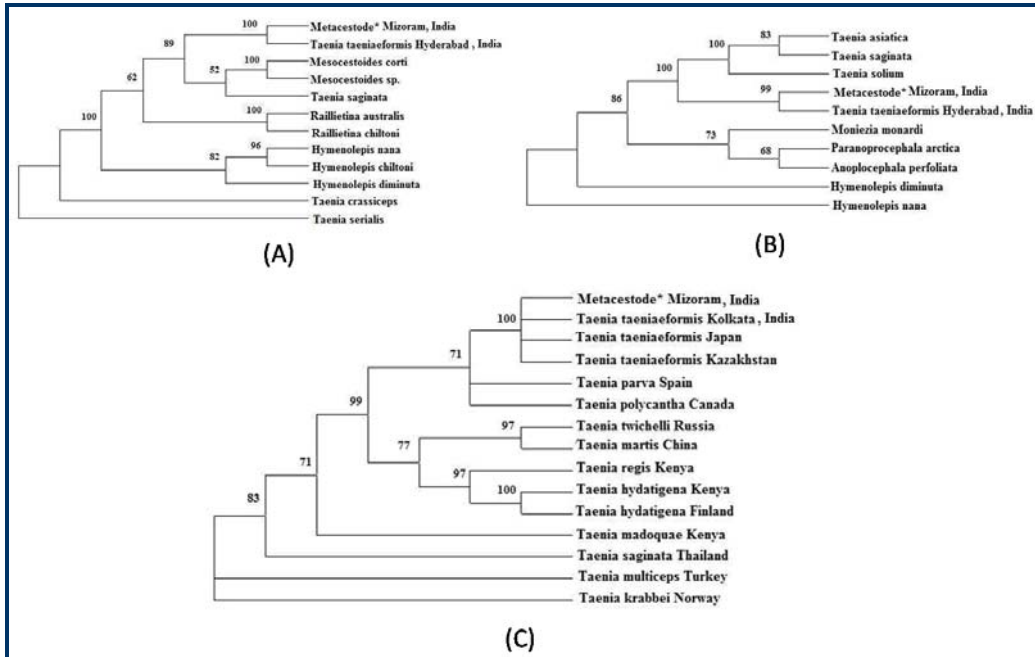 100
Metacestode* Mizoram, India
89
Taenia taeniaeformis Hyderabad, India
100
Mesocestoides corti
62
52
Mesocestoides sp.
Taenia saginata
100
Raillietina australis
100
Raillietina chiltoni
96
Hymenolepis nana
82
Hymenolepis chiltoni
Hymenolepis diminuta
Taenia crassiceps
Taenia serialis
(A)
83
Taenia asiatica
100
Taenia saginata
100
Taenia solium
99
Metacestode* Mizoram, India
86
Taenia taeniaeformis Hyderabad, India
73
Moniezia monardi
68
Paranoprocephala arctica
Anoplocephala perfoliata
Hymenolepis diminuta
Hymenolepis nana
(B)
Metacestode* Mizoram, India
100
Taenia taeniaeformis Kolkata, India
Taenia taeniaeformis Japan
71
Taenia taeniaeformis Kazakhstan
Taenia parva Spain
99
Taenia polycantha Canada
97
Taenia twichelli Russia
77
Taenia martis China
71
97
Taenia regis Kenya
100
Taenia hydatigena Kenya
83
Taenia hydatigena Finland
Taenia madoquae Kenya
Taenia saginata Thailand
Taenia multiceps Turkey
Taenia krabbei Norway
(C)